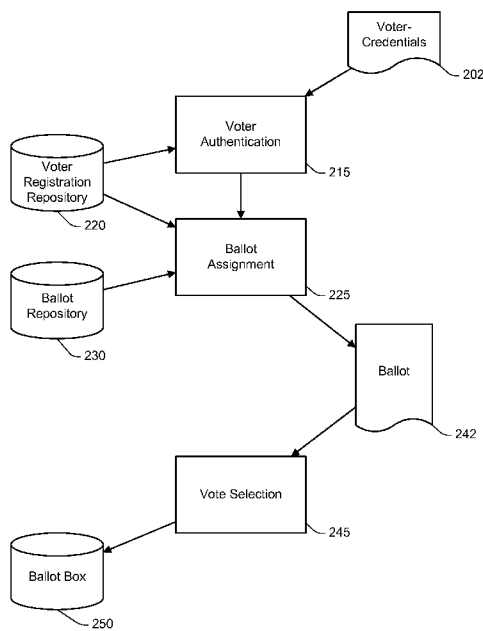 Voter-
Credentials
202
Voter
Authentication
215
Voter
Registration
Repository
220
Ballot
Assignment
225
Ballot
Repository
230
Ballot
242
Vote Selection
245
Ballot Box
250